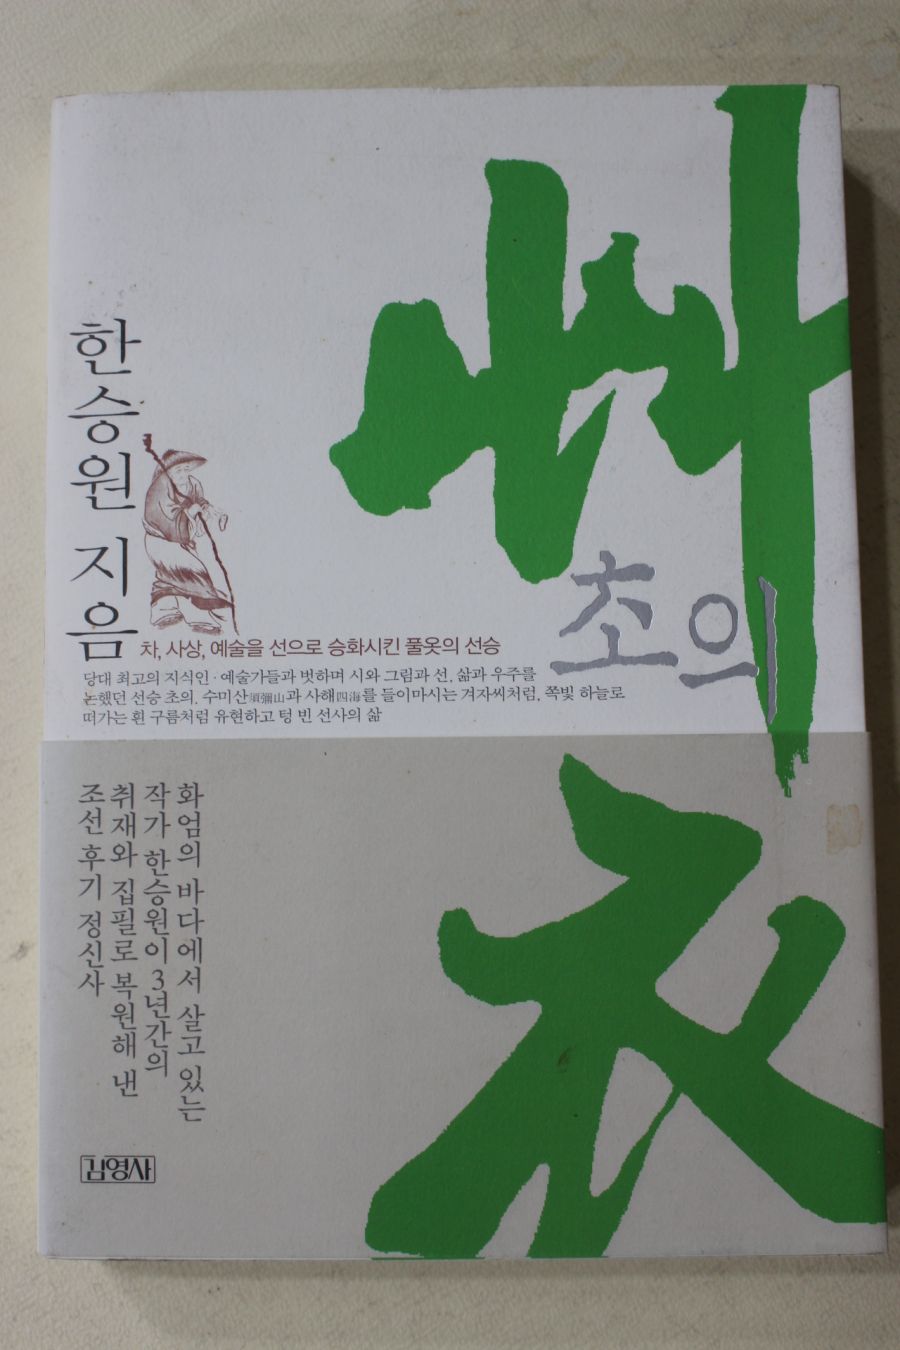 艸衣
초의
한승원 지음
차, 사상, 예술을 선으로 승화시킨 풀옷의 선승
당대 최고의 지식인·예술가들과 벗하며 시와 그림과 선, 삶과 우주를
논했던 선승 초의. 수미산須彌山과 사해四海를 들이마시는 겨자씨처럼, 쪽빛 하늘로
떠가는 흰 구름처럼 유현하고 텅 빈 선사의 삶
화엄의 바다에서 살고 있는
작가 한승원이 3년간의
취재와 집필로 복원해 낸
조선 후기 정신사
김영사